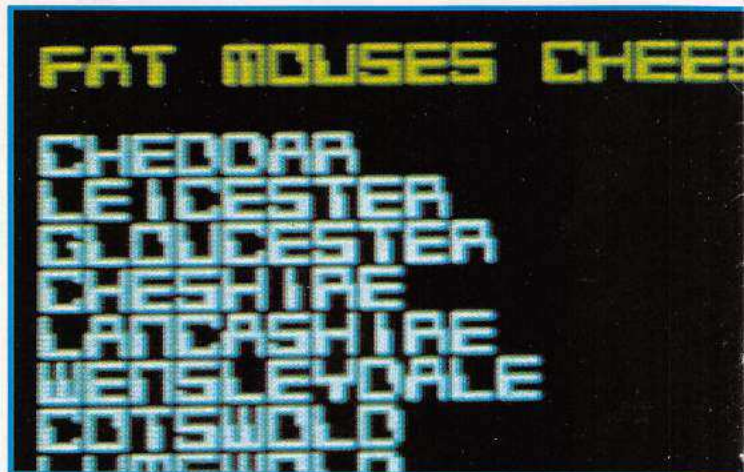 FAT MOUSES CHEES
CHEDDAR
LEICESTER
GLOUCESTER
CHESHIRE
LANCASHIRE
WENSLEYDALE
COTSWOLD